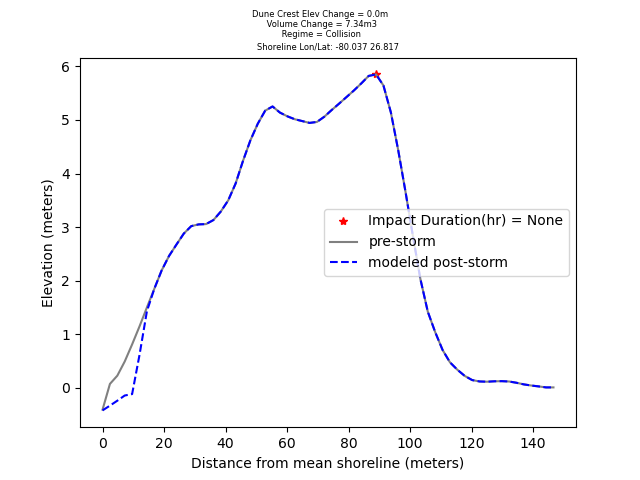 Dune Crest Elev Change = 0.0m
Volume Change = 7.34m3
Regime = Collision
Shoreline Lon/Lat: -80.037 26.817
Elevation (meters)
6
5
4
3
2
1
0
Impact Duration(hr) = None
pre-storm
modeled post-storm
0 20 40 60 80 100 120 140
Distance from mean shoreline (meters)